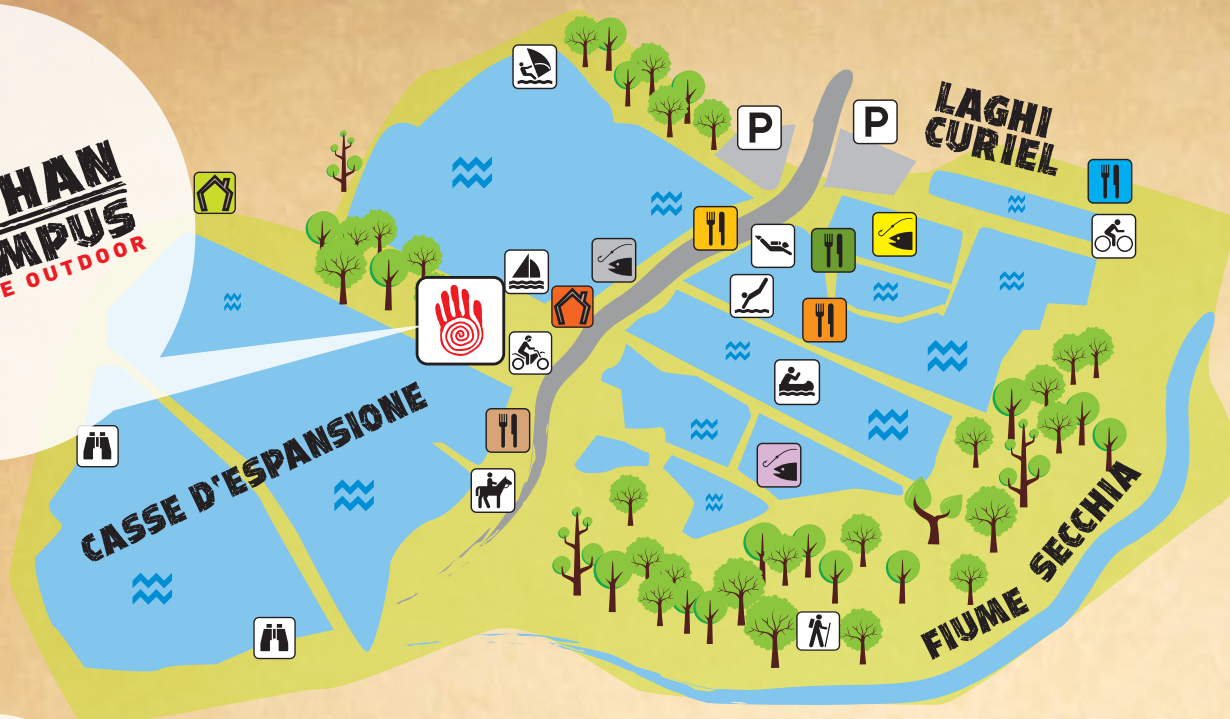 HAN
MPUS
E OUTDOOR
P
P
LAGHI
CURIEL
CASSE D'ESPANSIONE
FIUME SECCHIA